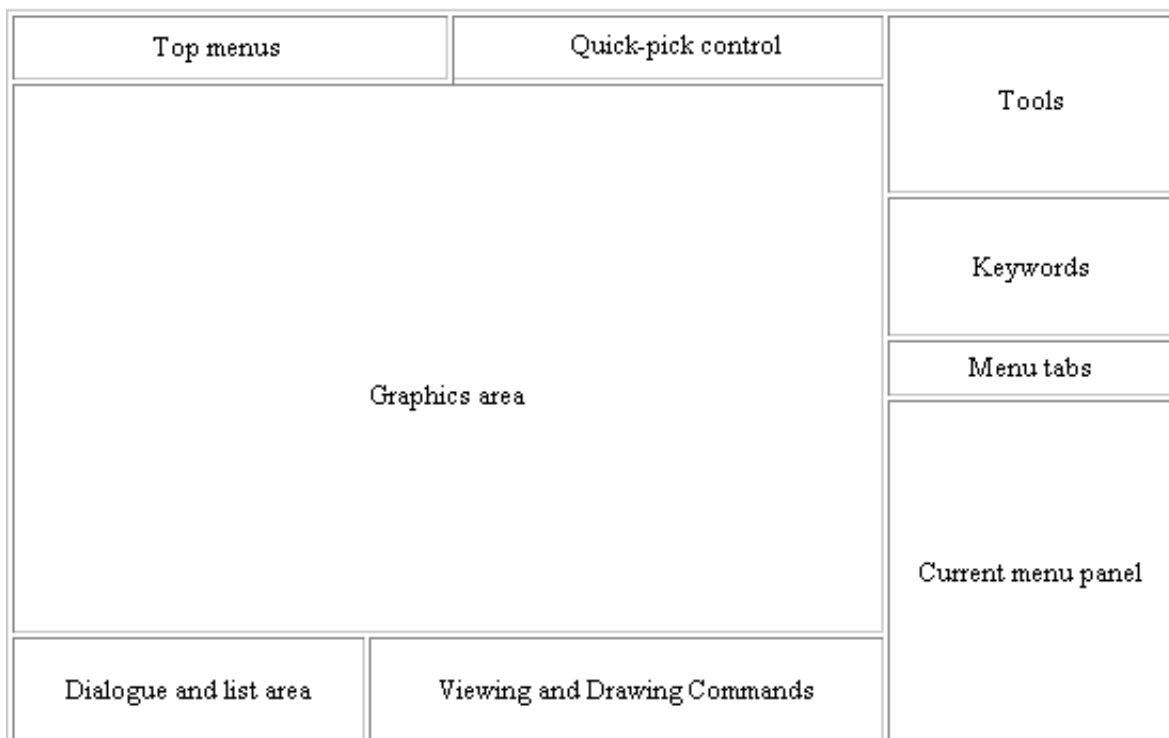 Top menus
Quick-pick control
Tools
Keywords
Menu tabs
Graphics area
Current menu panel
Dialogue and list area
Viewing and Drawing Commands